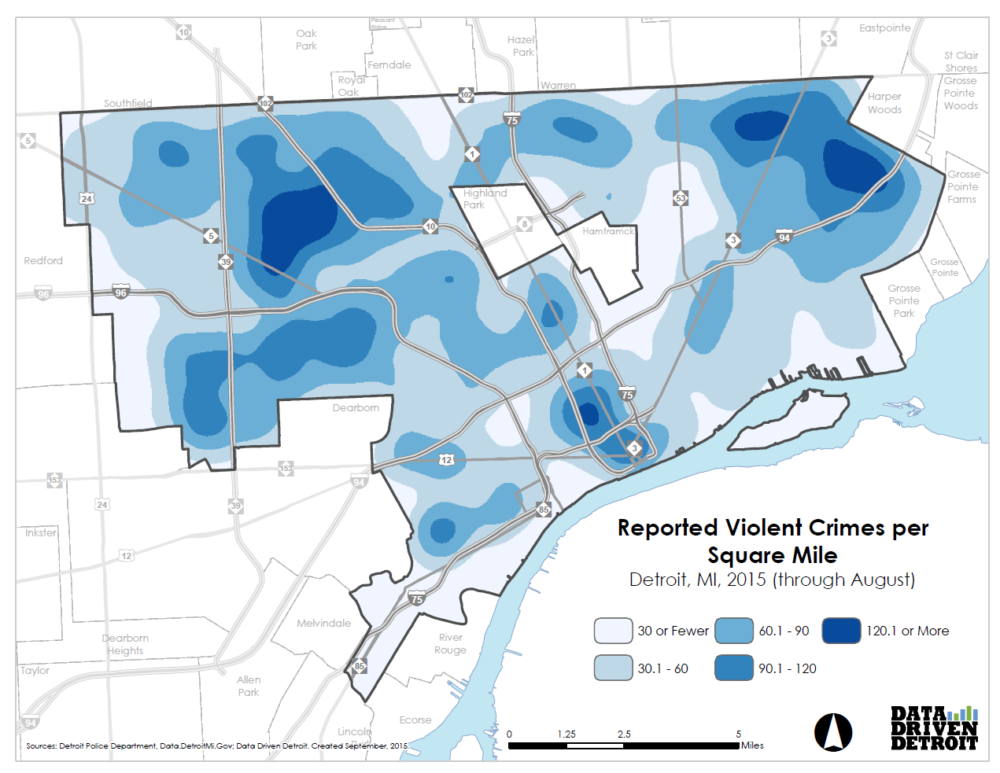 Pleasant
Ridge
10
Oak
Park
Hazel
Park
3
Eastpointe
St Clair
Shores
Ferndale
Royal
Oak
Warren
Grosse
Pointe
Woods
Southfield
102
102
Harper
Woods
75
5
1
24
Highland
Park
53
Grosse
Pointe
Farms
5
10
8
Hamtramck
3
94
Redford
39
Grosse
Pointe
96
96
Grosse
Pointe
Park
1
75
Dearborn
3
12
153
153
94
24
39
85
Inkster
12
Reported Violent Crimes per
Square Mile
Detroit, MI, 2015 (through August)
75
Melvindale
30 or Fewer
60.1 - 90
120.1 or More
Dearborn
Heights
River
Rouge
30.1 - 60
90.1 - 120
Taylor
85
Allen
Park
94
Ecorse
Lincoln
DATA
DRIVEN
DETROIT
0
1.25
2.5
5
Miles
Sources: Detroit Police Department, Data.DetroitMi.Gov; Data Driven Detroit. Created September, 2015.